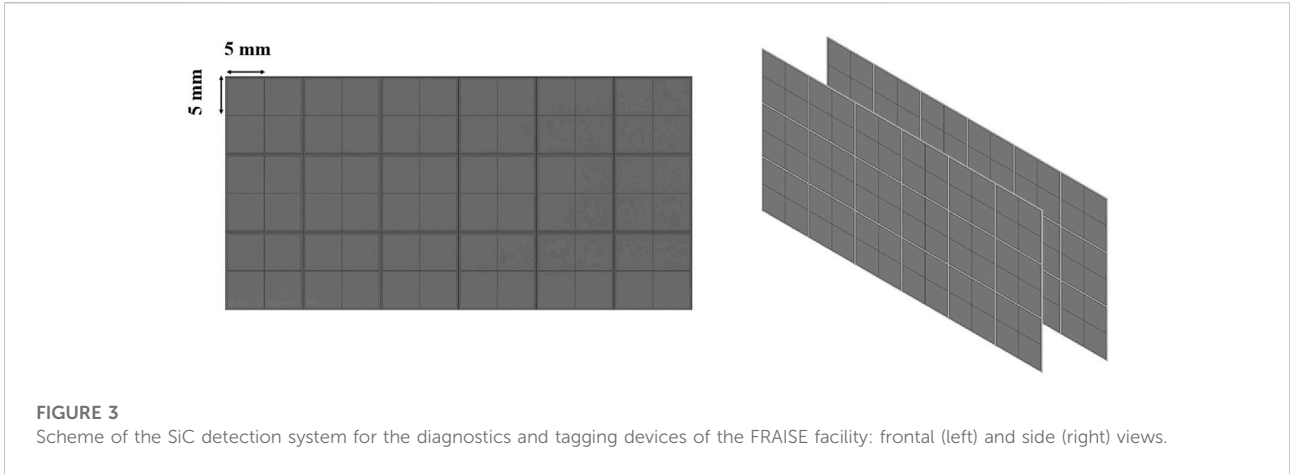 5 mm
5 mm
FIGURE 3
Scheme of the SiC detection system for the diagnostics and tagging devices of the FRAISE facility: frontal (left) and side (right) views.